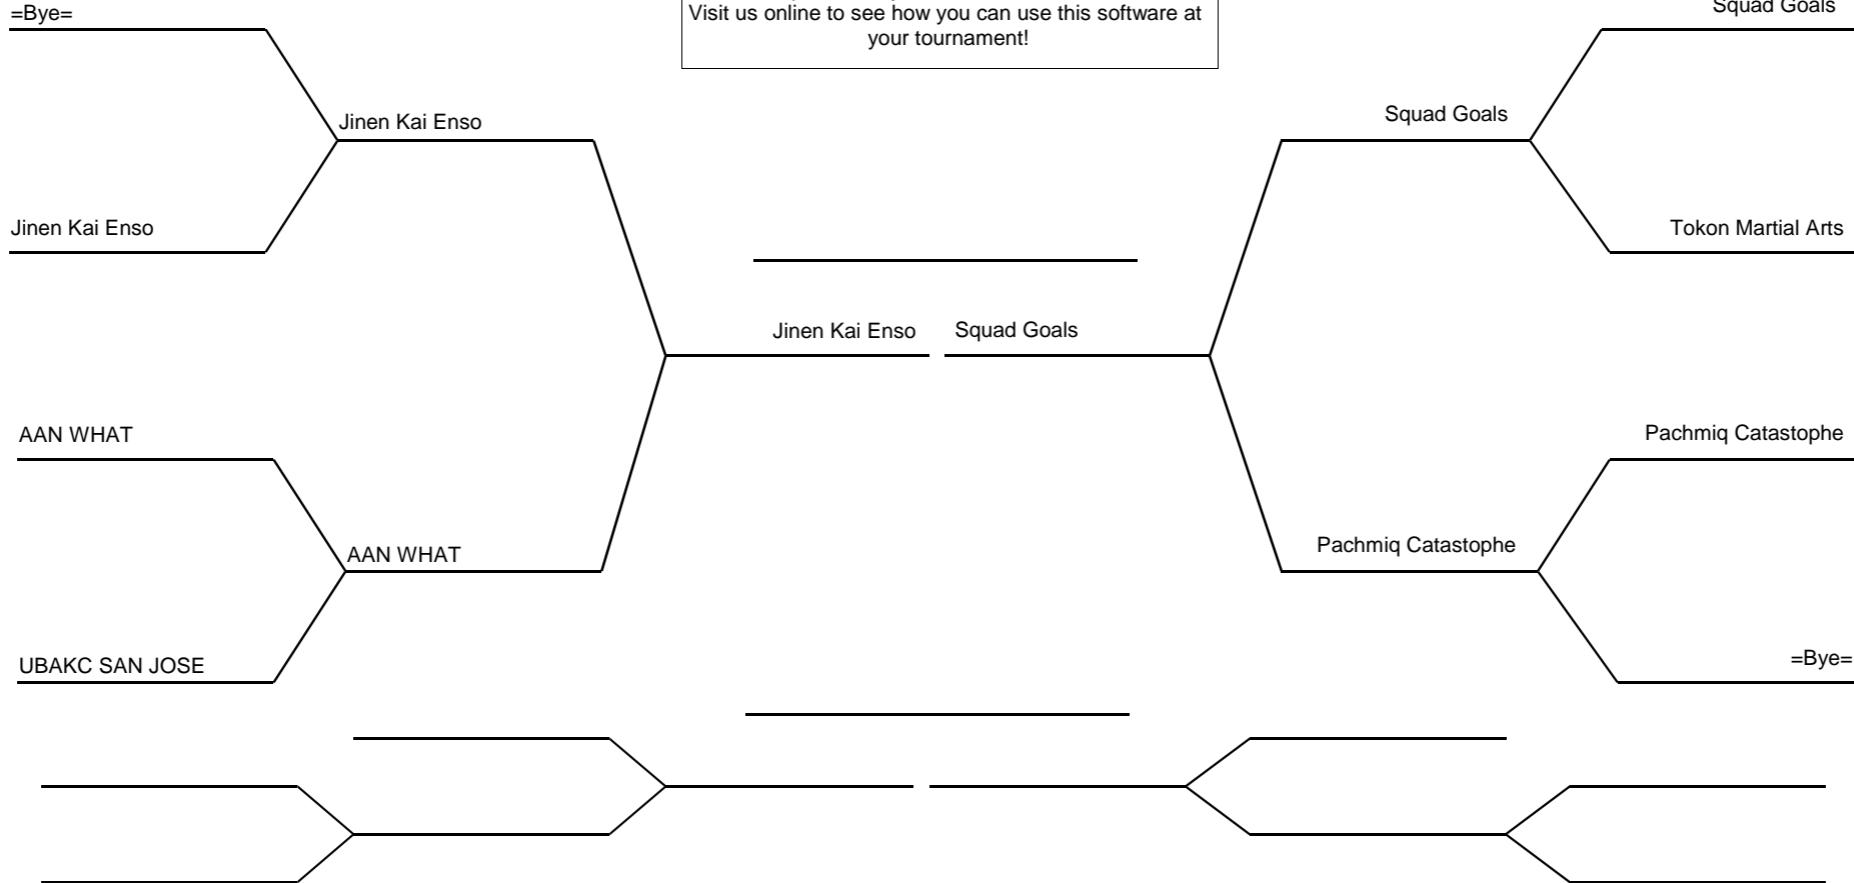 =Bye=
Visit us online to see how you can use this software at
your tournament!
Squad Goals
Jinen Kai Enso
Squad Goals
Jinen Kai Enso
Tokon Martial Arts
Jinen Kai Enso
Squad Goals
AAN WHAT
Pachmiq Catastophe
AAN WHAT
Pachmiq Catastophe
UBAKC SAN JOSE
=Bye=